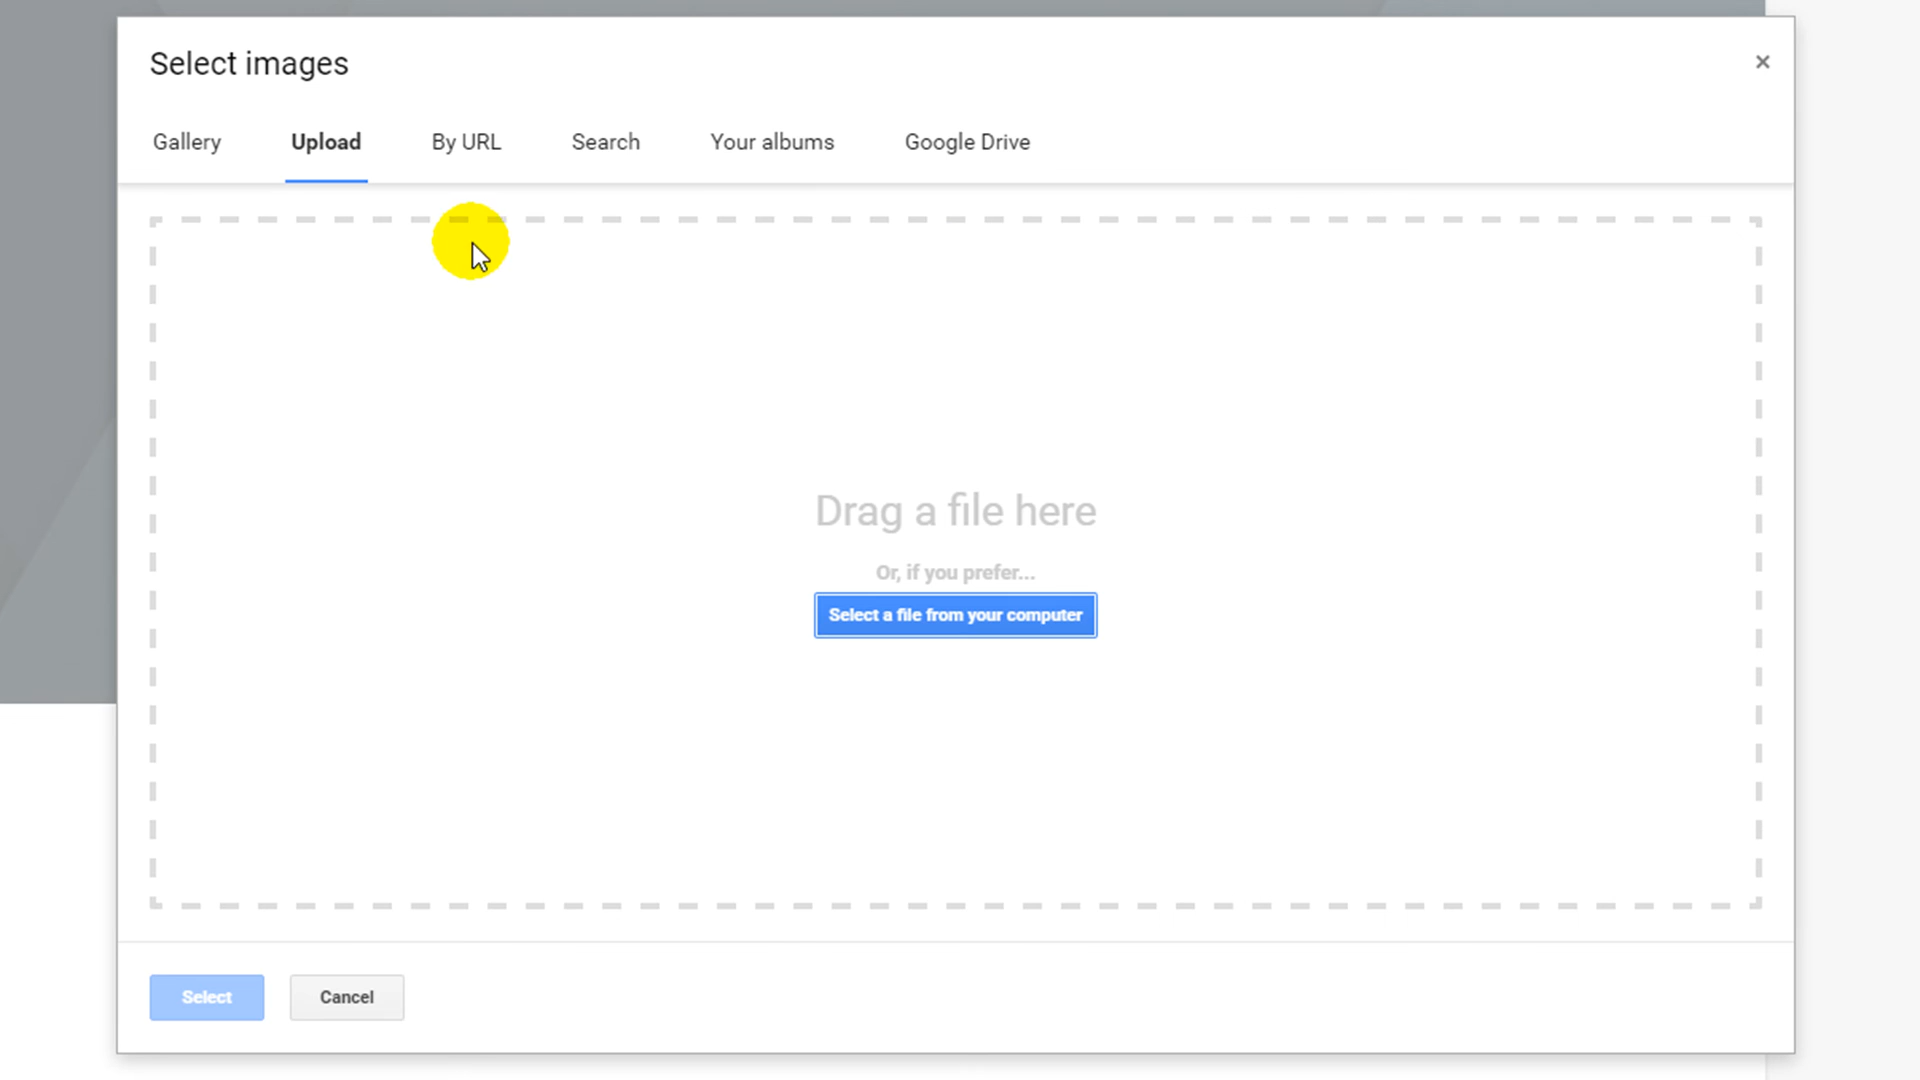 Select images
×
Gallery Upload By URL Search Your albums Google Drive
Drag a file here
Or, if you prefer...
Select a file from your computer
Select Cancel